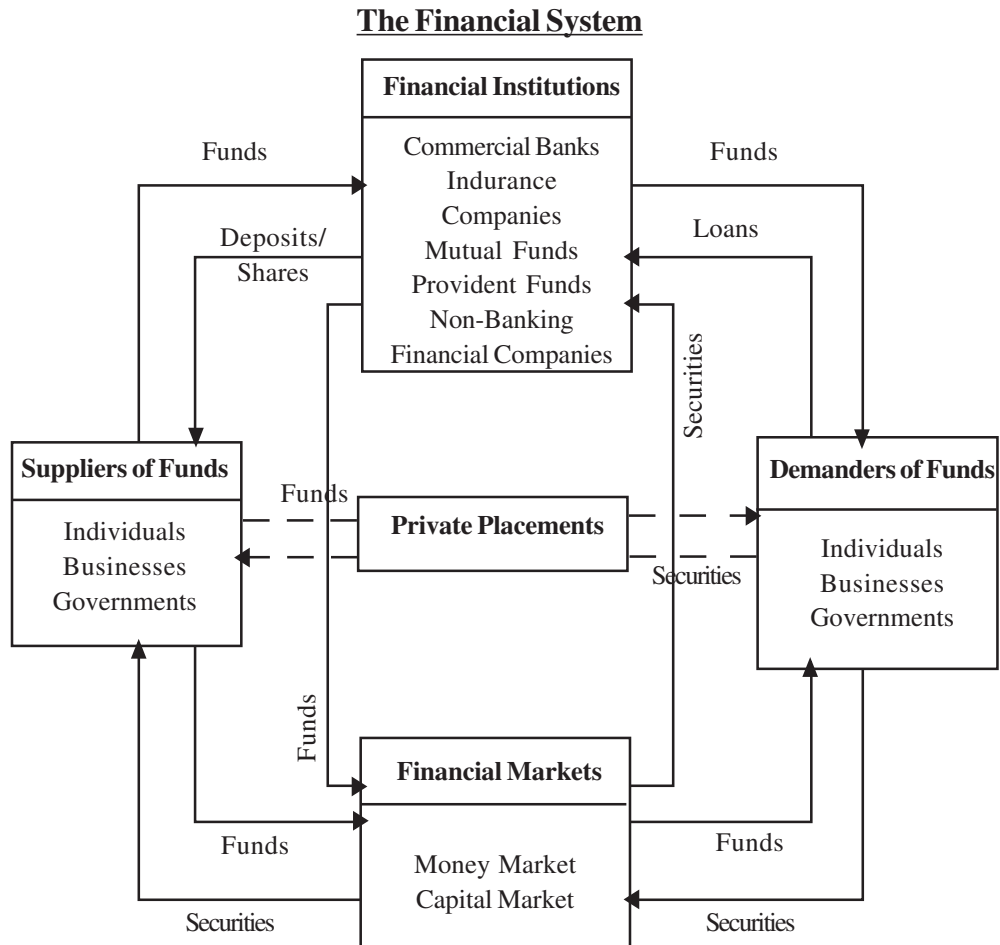 The Financial System
Financial Institutions
Commercial Banks
Indurance
Companies
Mutual Funds
Provident Funds
Non-Banking
Financial Companies
Funds
Funds
Deposits/
Shares
Loans
Securities
Suppliers of Funds
Individuals
Businesses
Governments
Funds
Private Placements
Securities
Demanders of Funds
Individuals
Businesses
Governments
Funds
Financial Markets
Money Market
Capital Market
Funds
Funds
Securities
Securities